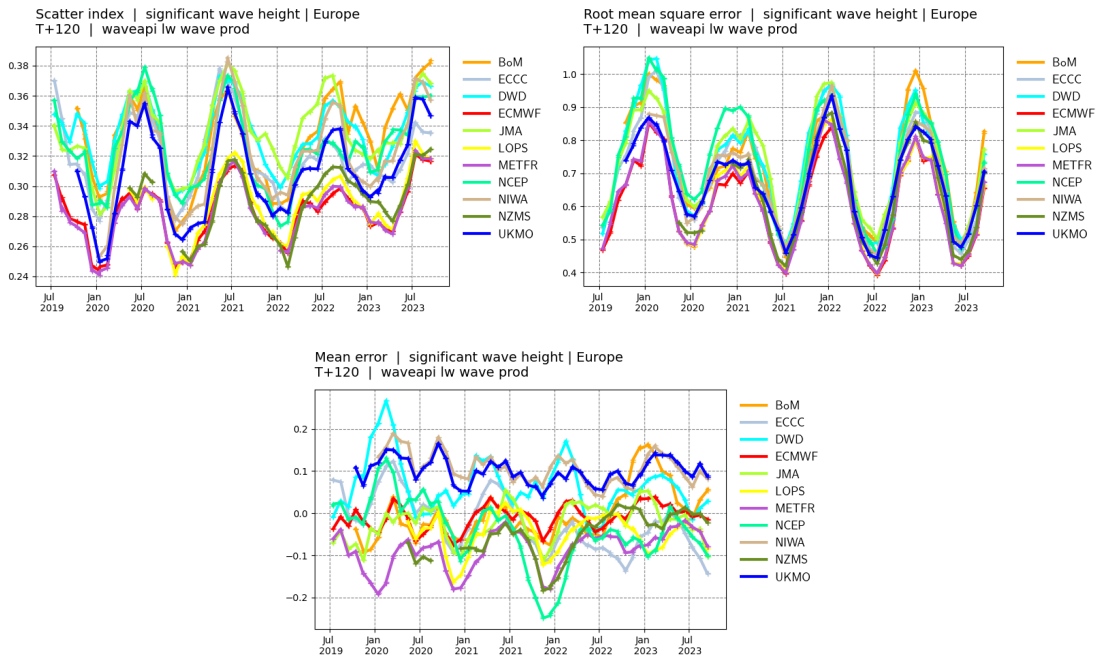 Scatter index | significant wave height | Europe
T+120 | waveapi lw wave prod
0.38
0.36
0.34
0.32
0.30
0.28
0.26
0.24
Jul 2019
Jan 2020
Jul 2020
Jan 2021
Jul 2021
Jan 2022
Jul 2022
Jan 2023
Jul 2023
BoM
ECCC
DWD
ECMWF
JMA
LOPS
METFR
NCEP
NIWA
NZMS
UKMO
Root mean square error | significant wave height | Europe
T+120 | waveapi lw wave prod
1.0
0.9
0.8
0.7
0.6
0.5
0.4
Jul 2019
Jan 2020
Jul 2020
Jan 2021
Jul 2021
Jan 2022
Jul 2022
Jan 2023
Jul 2023
BoM
ECCC
DWD
ECMWF
JMA
LOPS
METFR
NCEP
NIWA
NZMS
UKMO
Mean error | significant wave height | Europe
T+120 | waveapi lw wave prod
0.2
0.1
0.0
−0.1
−0.2
Jul 2019
Jan 2020
Jul 2020
Jan 2021
Jul 2021
Jan 2022
Jul 2022
Jan 2023
Jul 2023
BoM
ECCC
DWD
ECMWF
JMA
LOPS
METFR
NCEP
NIWA
NZMS
UKMO